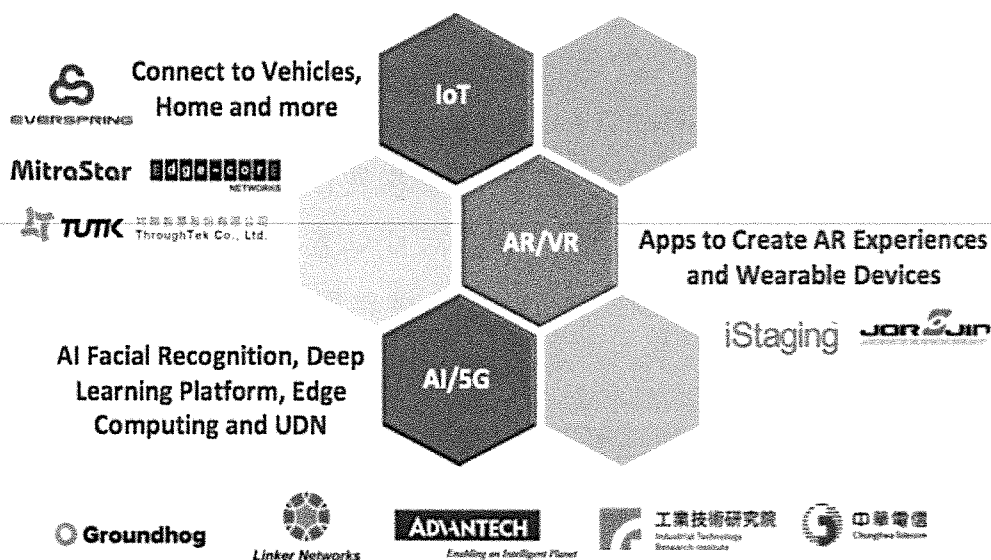 Connect to Vehicles,
Home and more
IoT
EVERSPRING
MitraStar
Edge-corE
NETWORKS
TUTK
ThroughTek Co., Ltd.
AR/VR
Apps to Create AR Experiences
and Wearable Devices
iStaging
JORJIN
AI Facial Recognition, Deep
Learning Platform, Edge
Computing and UDN
AI/5G
Groundhog
Linker Networks
ADVANTECH
Enabling an Intelligent Planet
工業技術研究院
Industrial Technology
Research Institute
中華電信
Chunghwa Telecom